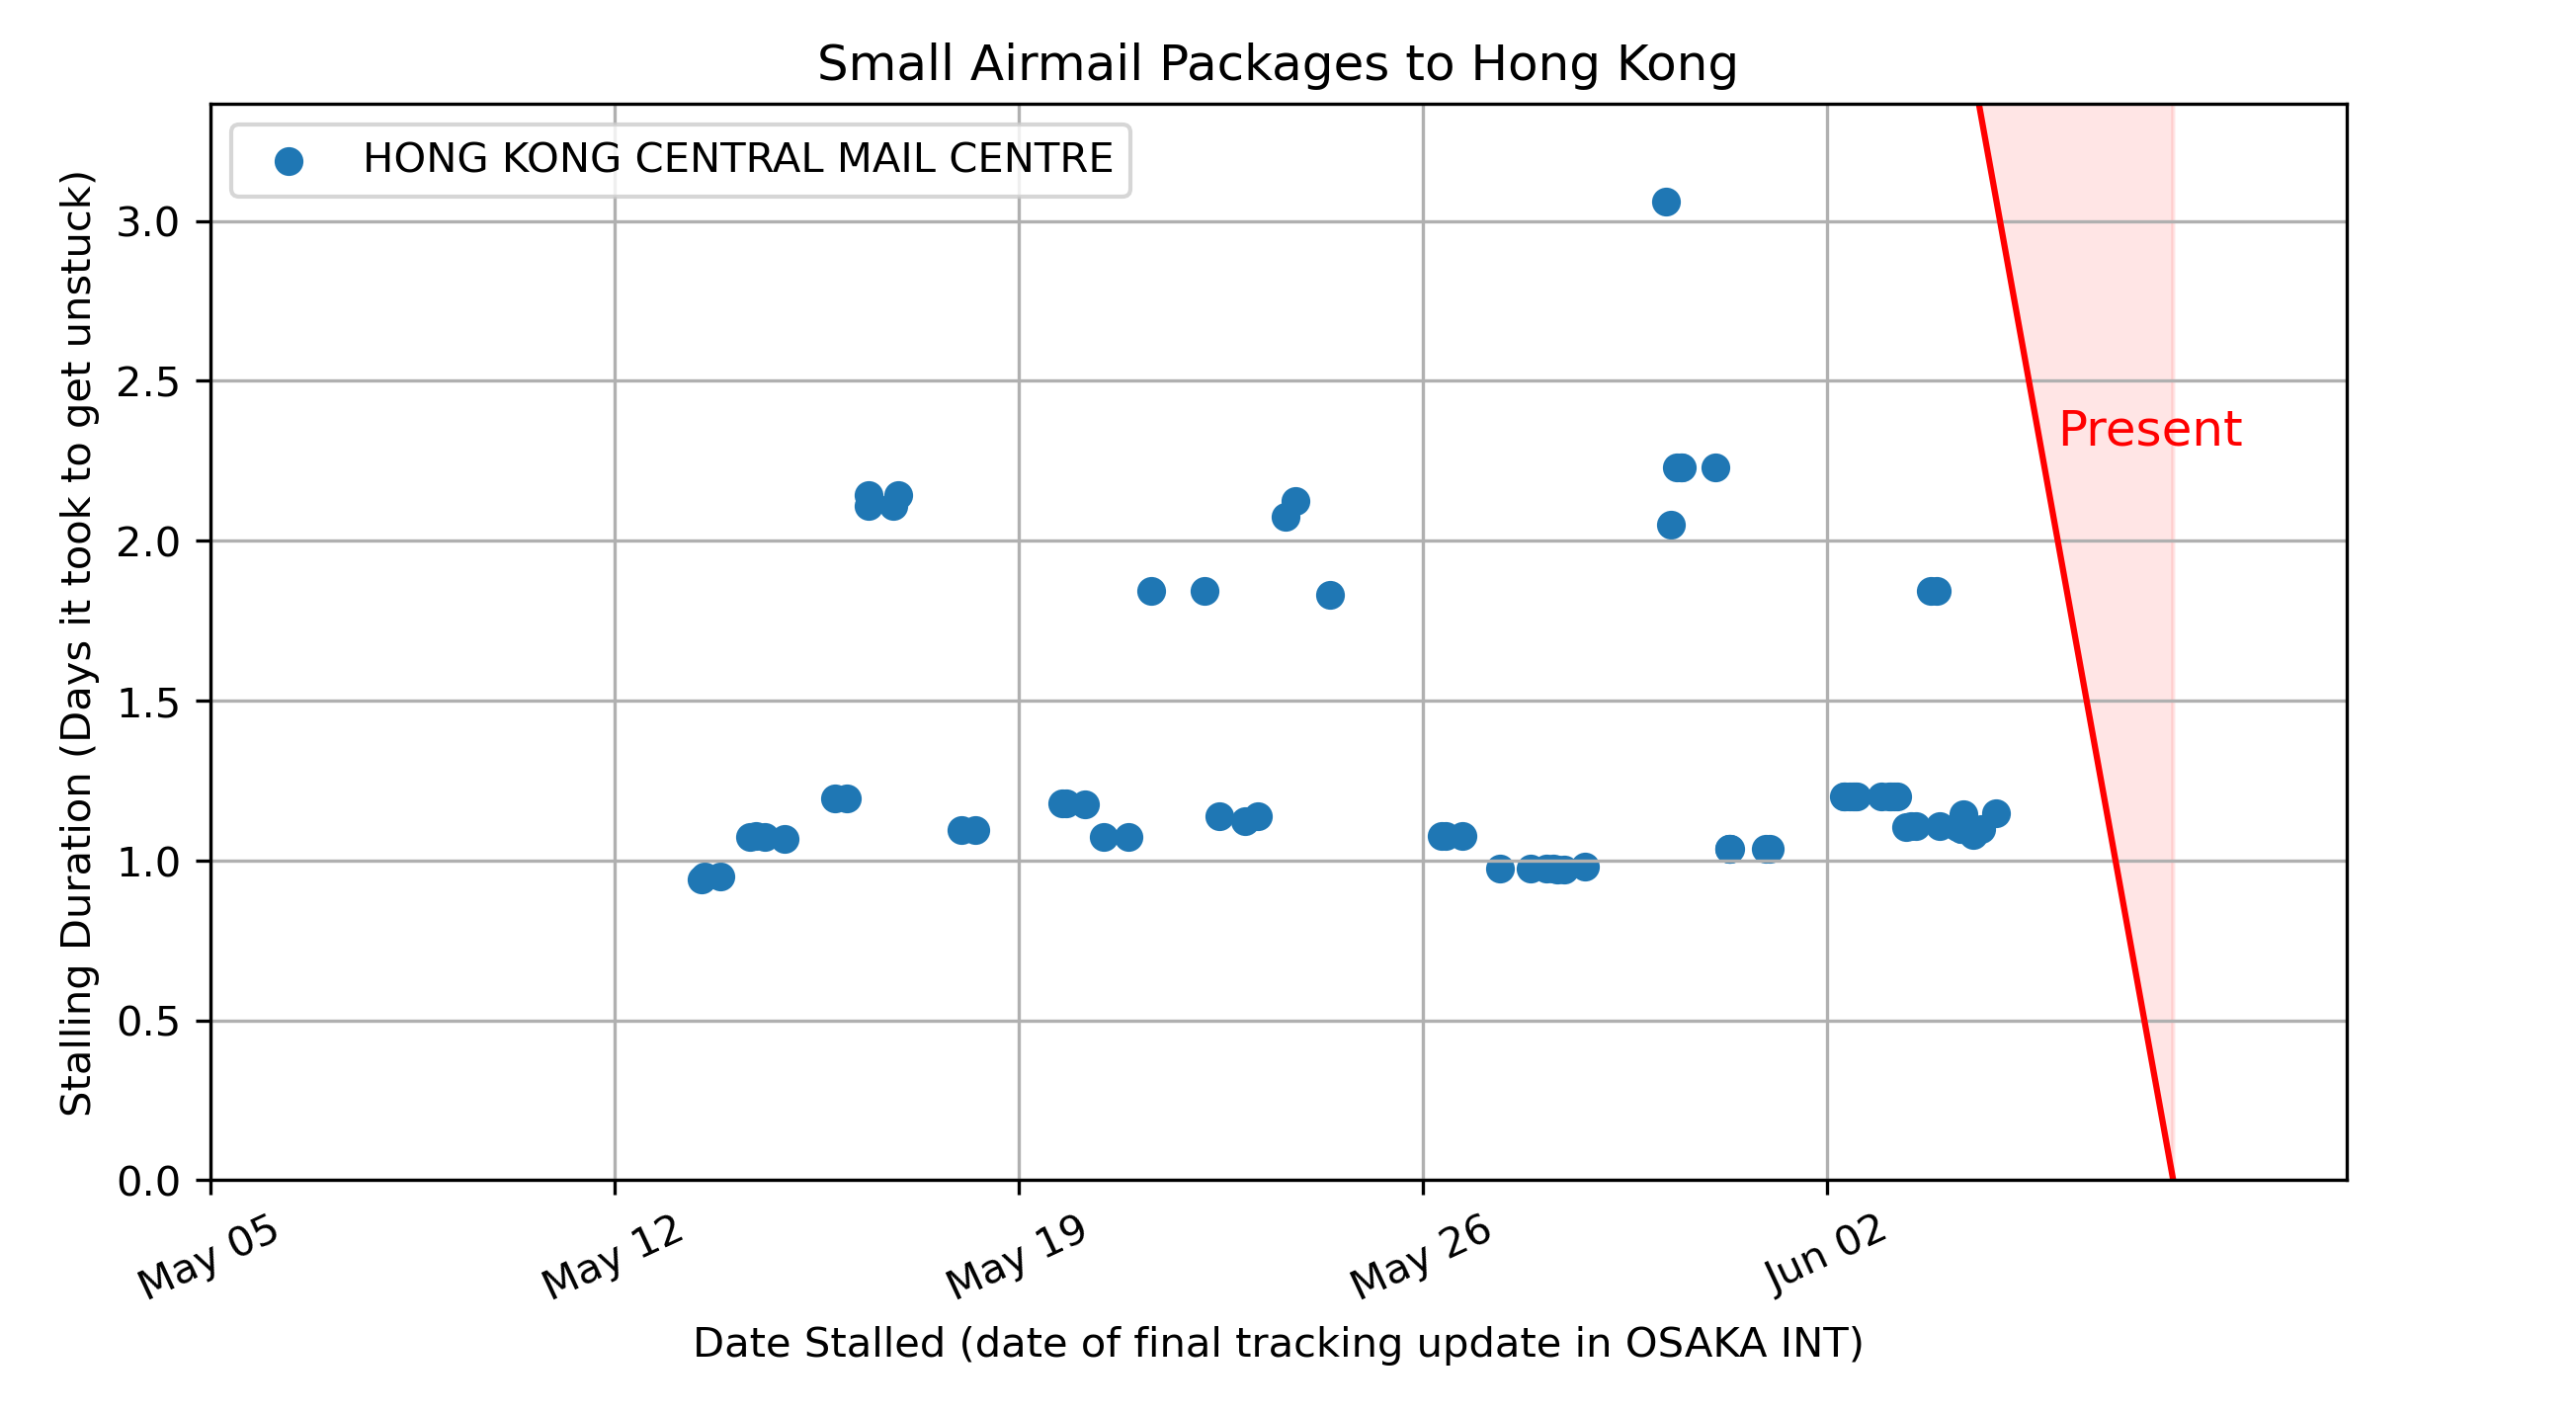 Small Airmail Packages to Hong Kong
HONG KONG CENTRAL MAIL CENTRE
Stalling Duration (Days it took to get unstuck)
3.0
2.5
2.0
1.5
1.0
0.5
0.0
Present
May 05
May 12
May 19
May 26
Jun 02
Date Stalled (date of final tracking update in OSAKA INT)